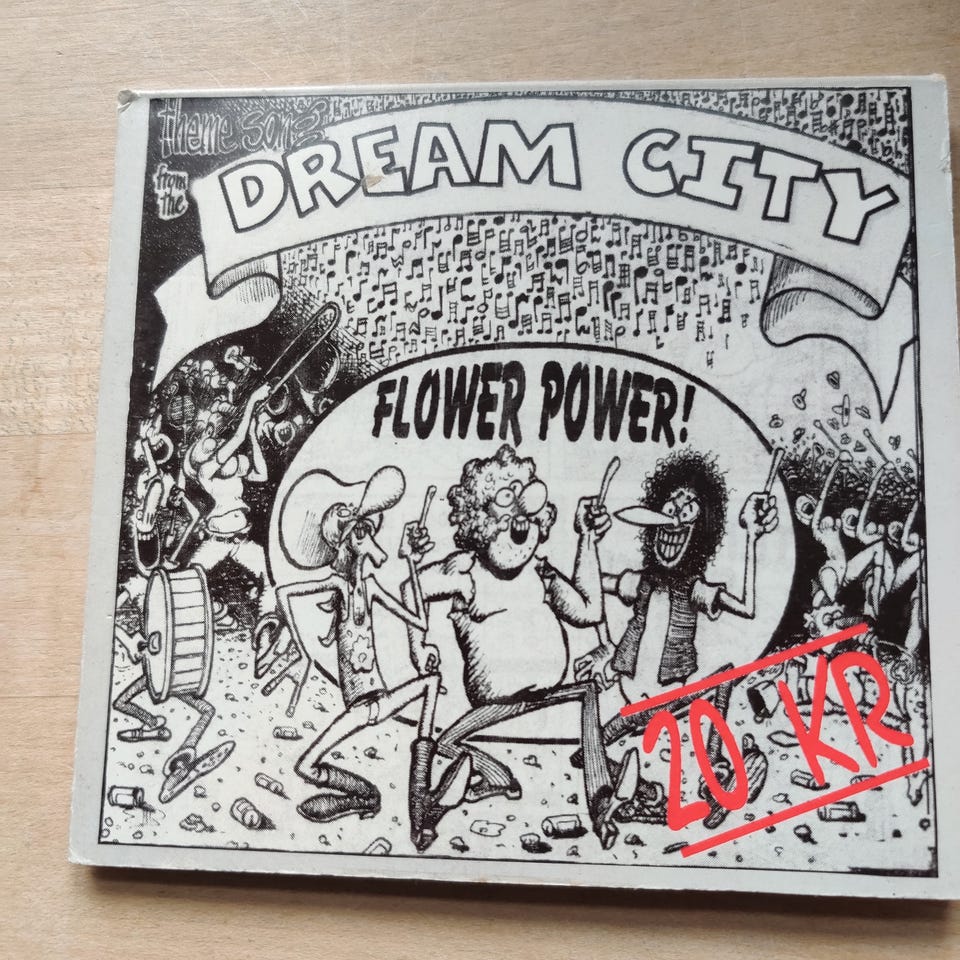 theme song
from
the
DREAM CITY
FLOWER POWER!
20 KR